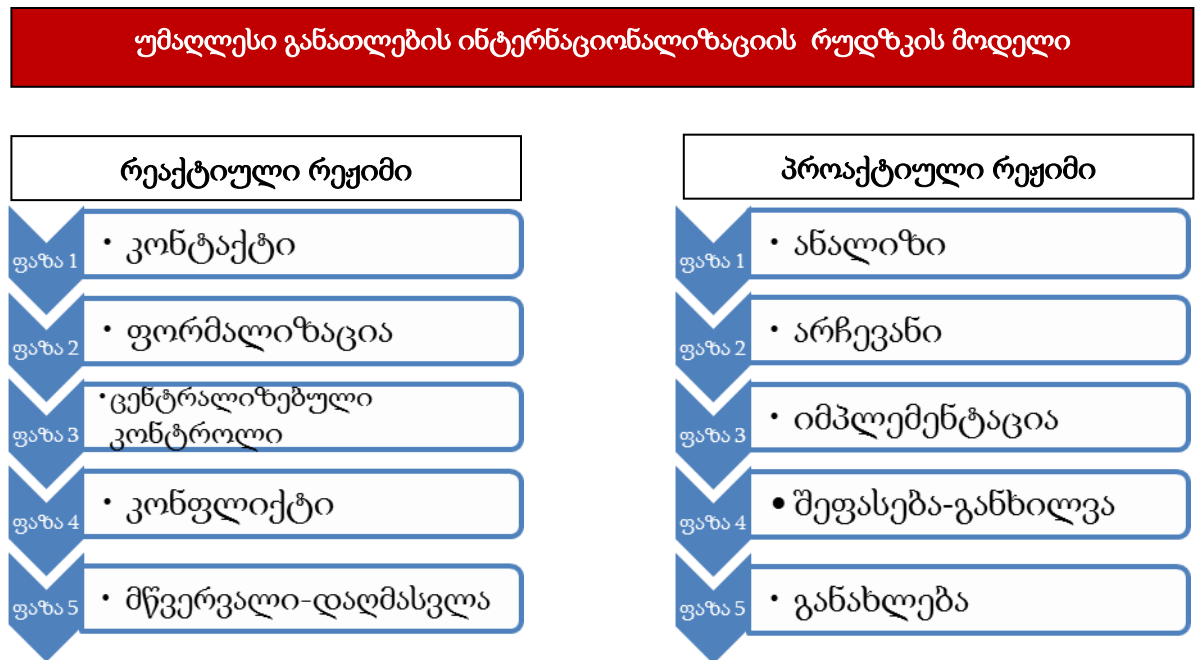 უმაღლესი განათლების ინტერნაციონალიზაციის რუდზკის მოდელი
რეაქტიული რეჟიმი
ფაზა 1
• კონტაქტი
ფაზა 2
• ფორმალიზაცია
ფაზა 3
•ცენტრალიზებული
კონტროლი
ფაზა 4
• კონფლიქტი
ფაზა 5
• მწვერვალი-დაღმასვლა
პროაქტიული რეჟიმი
ფაზა 1
• ანალიზი
ფაზა 2
• არჩევანი
ფაზა 3
• იმპლემენტაცია
ფაზა 4
• შეფასება-განხილვა
ფაზა 5
• განახლება